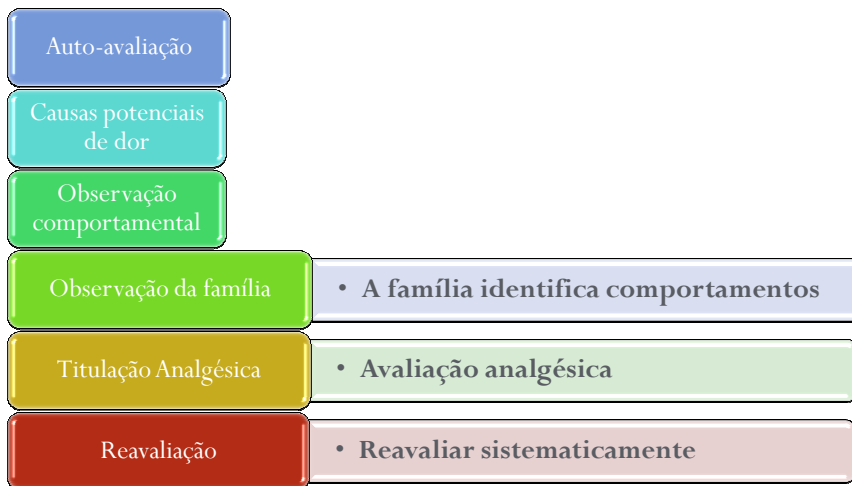 Auto-avaliação
Causas potenciais
de dor
Observação
comportamental
Observação da família
• A família identifica comportamentos
Titulação Analgésica
• Avaliação analgésica
Reavaliação
• Reavaliar sistematicamente